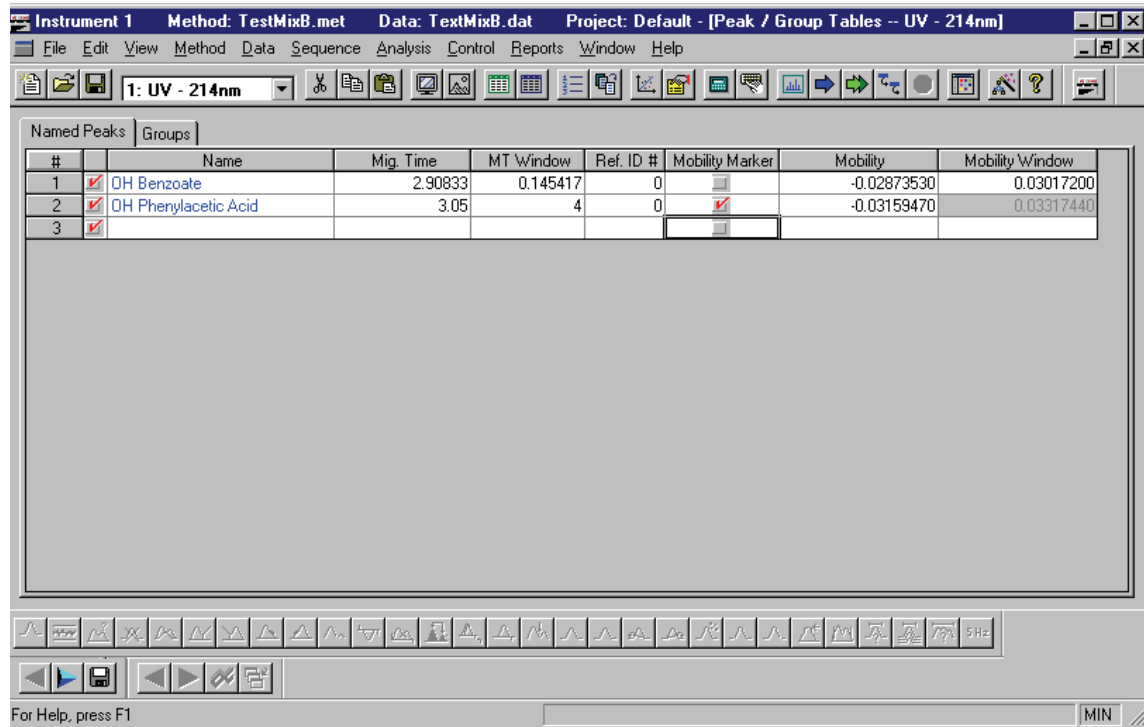 Instrument 1 Method: TestMixB.met Data: TextMixB.dat Project: Default - [Peak / Group Tables -- UV - 214nm]
File Edit View Method Data Sequence Analysis Control Reports Window Help
1: UV - 214nm
Named Peaks Groups
# Name Mig. Time MT Window Ref. ID # Mobility Marker Mobility Mobility Window
1 OH Benzoate 2.90833 0.145417 0 -0.02873530 0.03017200
2 OH Phenylacetic Acid 3.05 4 0 -0.03159470 0.03317440
3
5Hz
For Help, press F1 MIN